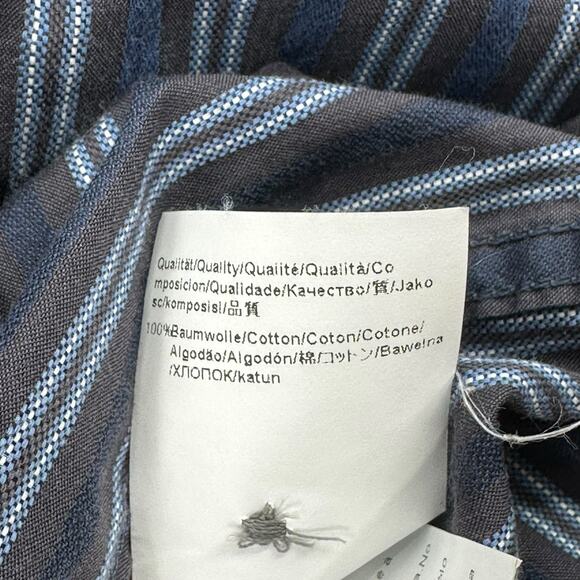 Qualität/Quality/Qualité/Qualità/Co
mposicion/Qualidade/Качество/質/Jako
sc/komposisi/品質
100%Baumwolle/Cotton/Coton/Cotone/
Algodão/Algodón/棉/コットン/Bawełna
/ХЛОПОК/katun